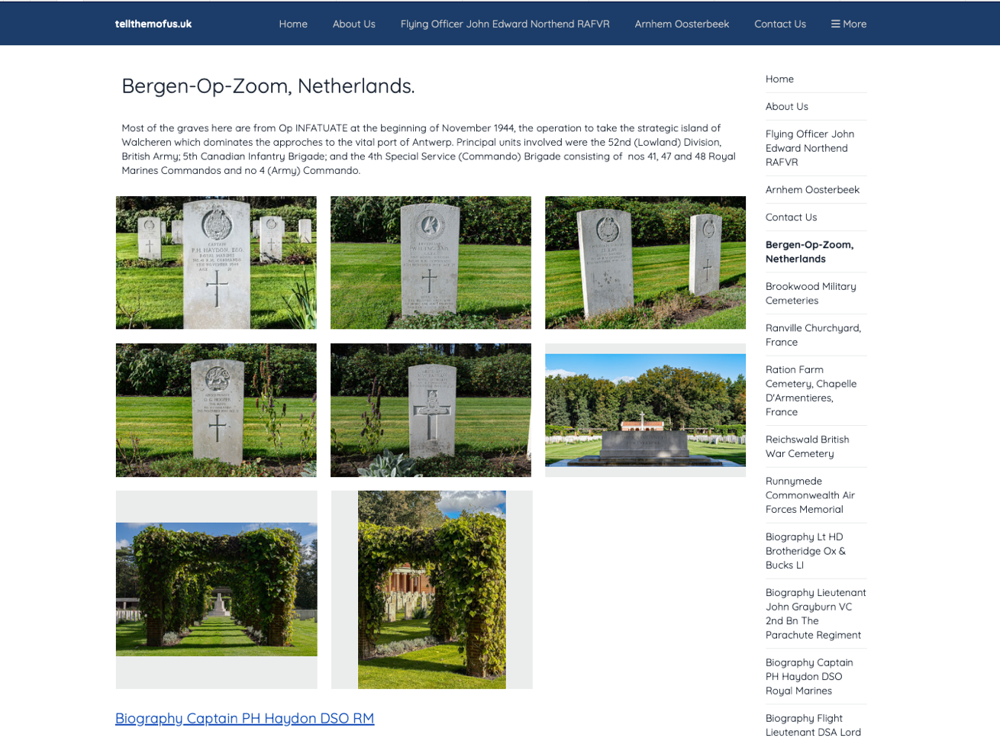 tellthemofus.uk
Home
About Us
Flying Officer John Edward Northend RAFVR
Arnhem Oosterbeek
Contact Us
More
Bergen-Op-Zoom, Netherlands.
Most of the graves here are from Op INFATUATE at the beginning of November 1944, the operation to take the strategic island of
Walcheren which dominates the approches to the vital port of Antwerp. Principal units involved were the 52nd (Lowland) Division,
British Army; 5th Canadian Infantry Brigade; and the 4th Special Service (Commando) Brigade consisting of  nos 41, 47 and 48 Royal
Marines Commandos and no 4 (Army) Commando.
CAPTAIN
P.H. HAYDON, DSO
ROYAL MARINES
NO. 41 R.M. COMMANDO
NOVEMBER 1944
AGE
W.H. ENGLAND
D. G. HOOPER
Biography Captain PH Haydon DSO RM
Home
About Us
Flying Officer John
Edward Northend
RAFVR
Arnhem Oosterbeek
Contact Us
Bergen-Op-Zoom,
Netherlands
Brookwood Military
Cemeteries
Ranville Churchyard,
France
Ration Farm
Cemetery, Chapelle
D'Armentieres,
France
Reichswald British
War Cemetery
Runnymede
Commonwealth Air
Forces Memorial
Biography Lt HD
Brotheridge Ox &
Bucks LI
Biography Lieutenant
John Grayburn VC
2nd Bn The
Parachute Regiment
Biography Captain
PH Haydon DSO
Royal Marines
Biography Flight
Lieutenant DSA Lord